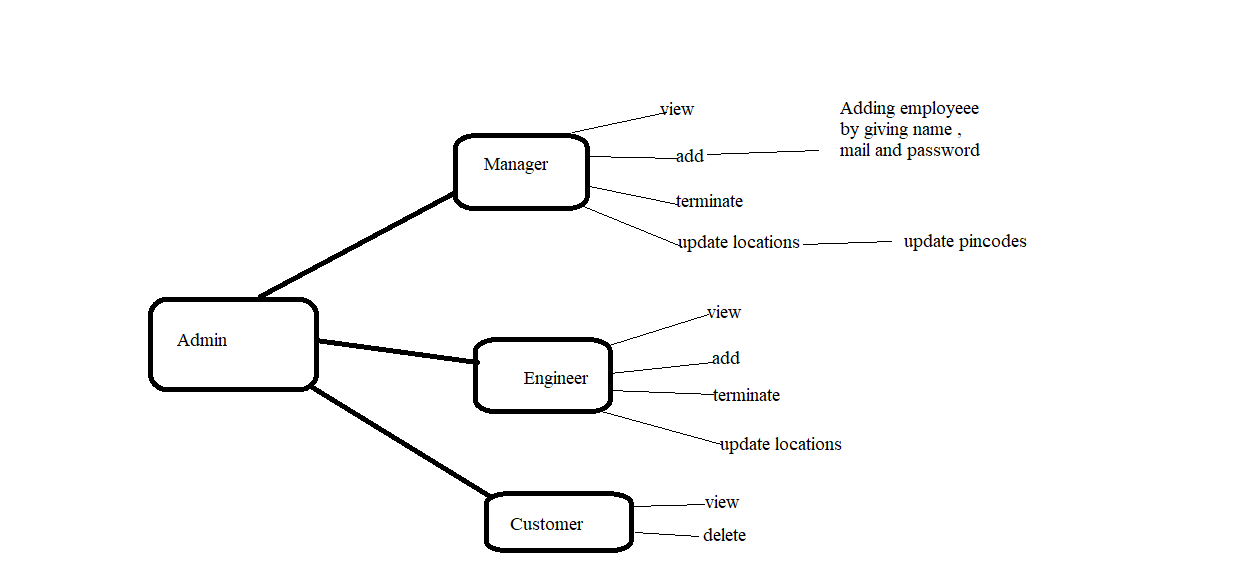 view
Adding employeee
by giving name ,
mail and password
Manager
add
terminate
update locations
update pincodes
Admin
view
add
Engineer
terminate
update locations
view
Customer
delete